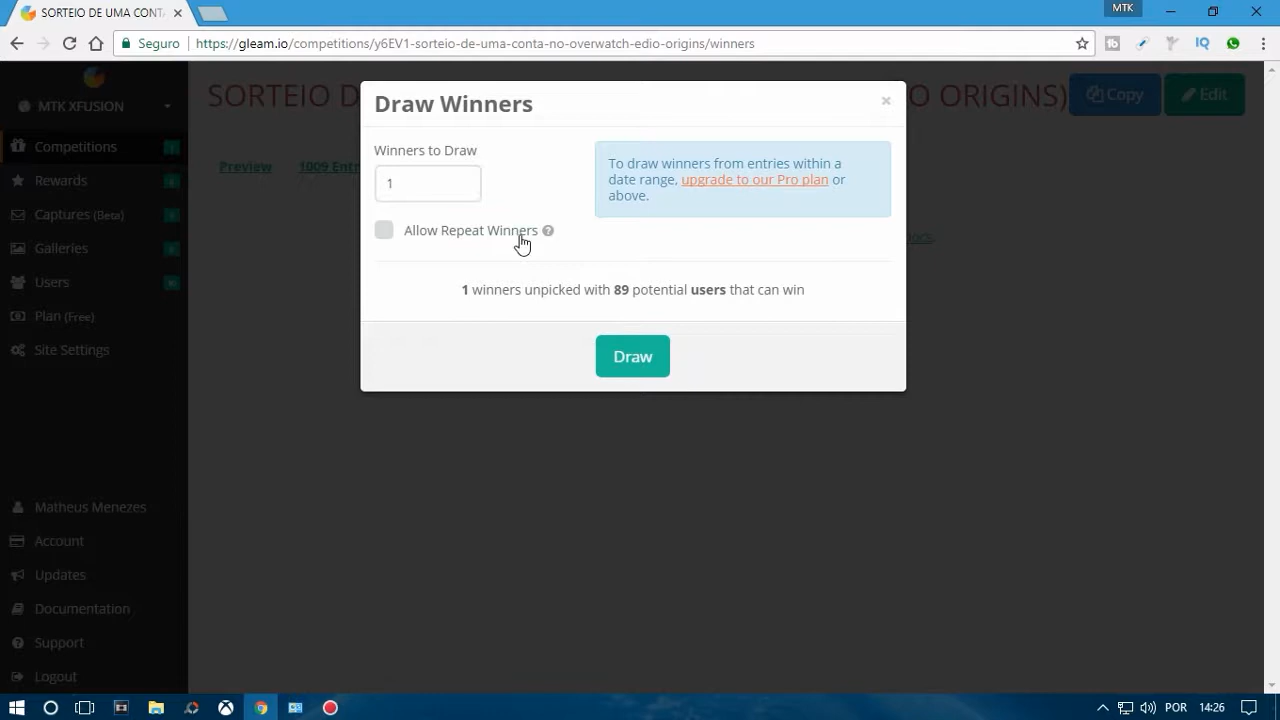 SORTEIO DE UMA CONT
MTK
Seguro
https://gleam.io/competitions/y6EV1-sorteio-de-uma-conta-no-overwatch-edio-origins/winners
MTK XFUSION
Competitions
Rewards
Captures (Beta)
Galleries
Users
Plan (Free)
Site Settings
Matheus Menezes
Account
Updates
Documentation
Support
Logout
SORTEIO D
O ORIGINS)
Copy
Edit
Preview
1009 Entr
Draw Winners
×
Winners to Draw
1
To draw winners from entries within a
date range, upgrade to our Pro plan or
above.
Allow Repeat Winners
1 winners unpicked with 89 potential users that can win
Draw
POR
14:26